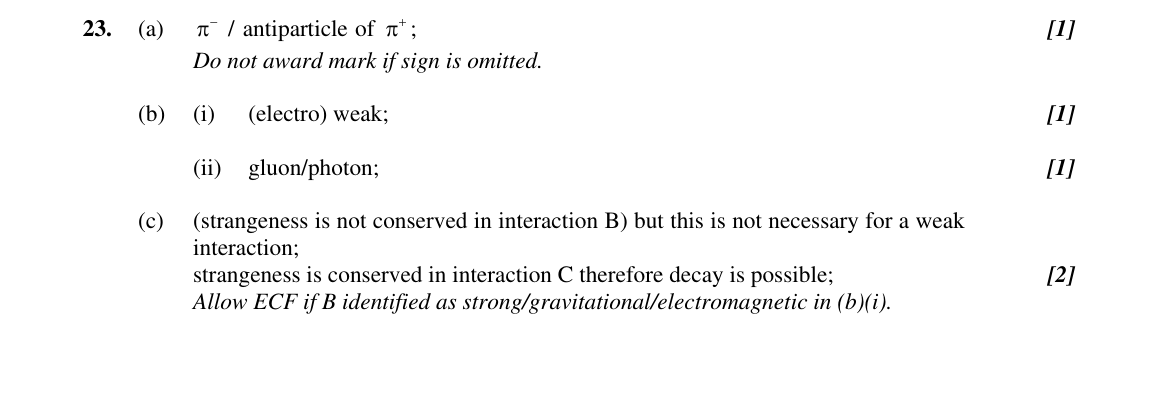 23. (a) π⁻ / antiparticle of π⁺ ; [1]
Do not award mark if sign is omitted.
(b) (i) (electro) weak; [1]
(ii) gluon/photon; [1]
(c) (strangeness is not conserved in interaction B) but this is not necessary for a weak
interaction;
strangeness is conserved in interaction C therefore decay is possible; [2]
Allow ECF if B identified as strong/gravitational/electromagnetic in (b)(i).